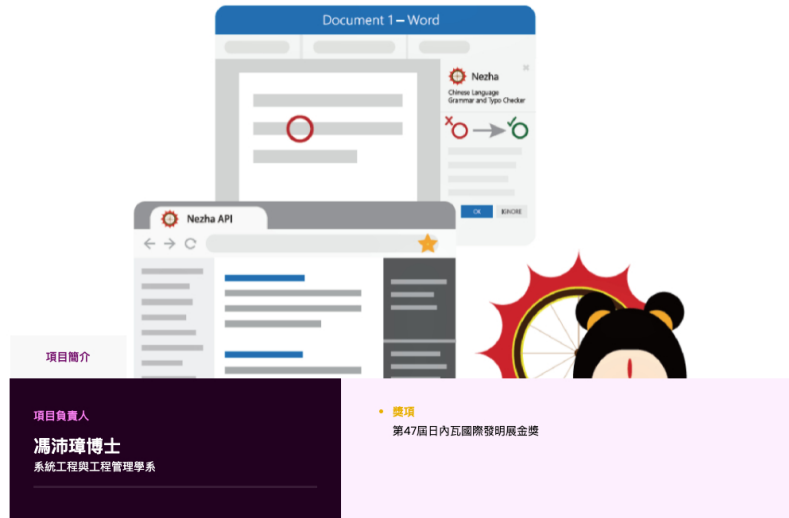 Document 1 – Word
Nezha
Chinese Language
Grammar and Typo Checker
OK
IGNORE
Nezha API
項目簡介
項目負責人
馮沛璋博士
系統工程與工程管理學系
獎項
第47屆日內瓦國際發明展金獎